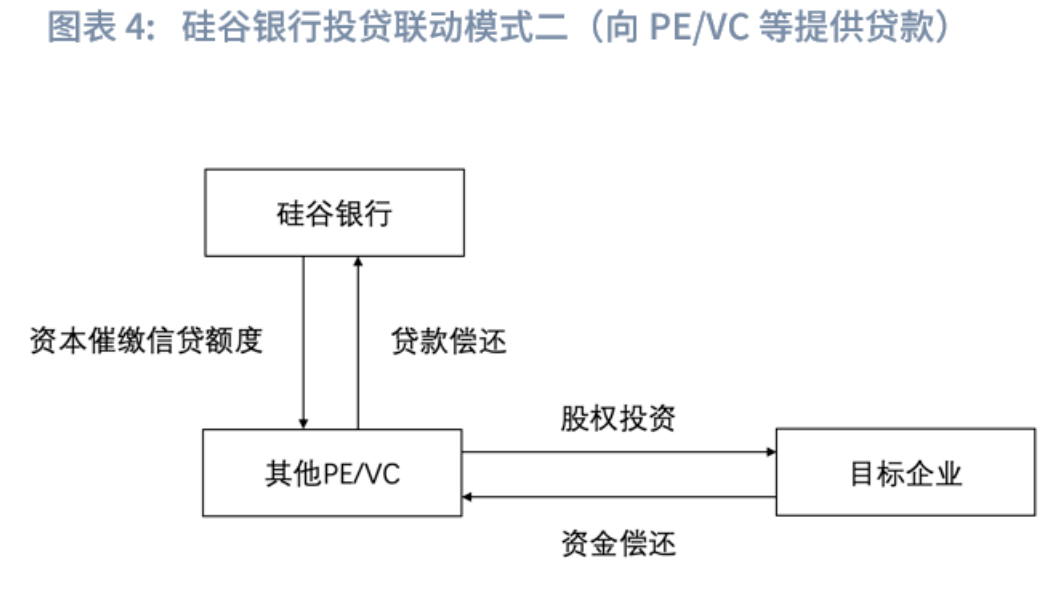 图表 4: 硅谷银行投贷联动模式二（向 PE/VC 等提供贷款）
硅谷银行
资本催缴信贷额度
贷款偿还
股权投资
其他PE/VC
目标企业
资金偿还